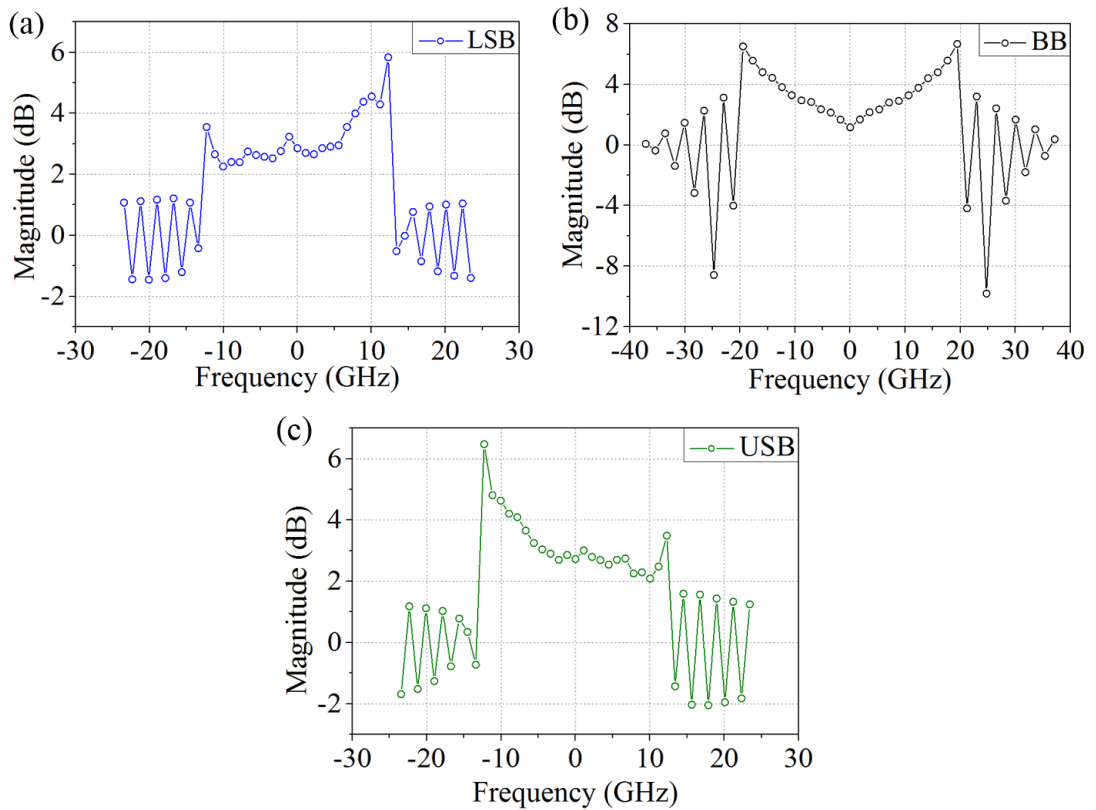 (a)
LSB
6
4
2
0
-2
Magnitude (dB)
-30 -20 -10 0 10 20 30
Frequency (GHz)
(b)
BB
8
4
0
-4
-8
-12
Magnitude (dB)
-40 -30 -20 -10 0 10 20 30 40
Frequency (GHz)
(c)
USB
6
4
2
0
-2
Magnitude (dB)
-30 -20 -10 0 10 20 30
Frequency (GHz)